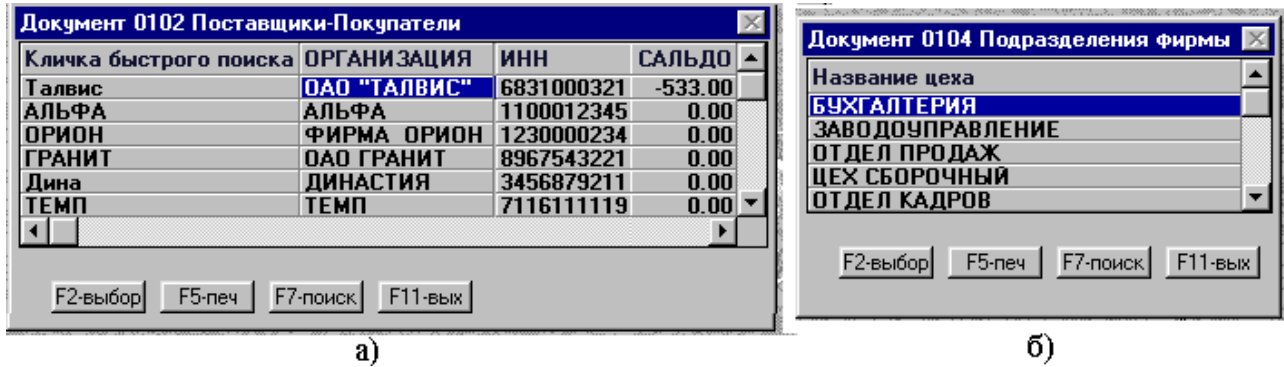 Документ 0102 Поставщики-Покупатели
Кличка быстрого поиска ОРГАНИЗАЦИЯ ИНН САЛЬДО
Талвис ОАО "ТАЛВИС" 6831000321 -533.00
АЛЬФА АЛЬФА 1100012345 0.00
ОРИОН ФИРМА ОРИОН 1230000234 0.00
ГРАНИТ ОАО ГРАНИТ 8967543221 0.00
Дина ДИНАСТИЯ 3456879211 0.00
ТЕМП ТЕМП 7116111119 0.00
F2-выбор F5-печ F7-поиск F11-вых
а)
Документ 0104 Подразделения фирмы
Название цеха
БУХГАЛТЕРИЯ
ЗАВОДОУПРАВЛЕНИЕ
ОТДЕЛ ПРОДАЖ
ЦЕХ СБОРОЧНЫЙ
ОТДЕЛ КАДРОВ
F2-выбор F5-печ F7-поиск F11-вых
б)